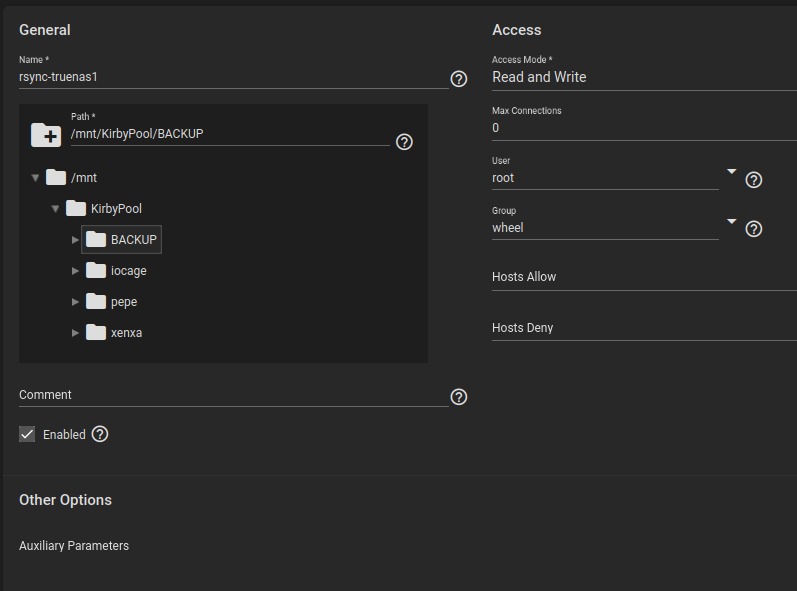 General
Name *
rsync-truenas1
Path *
/mnt/KirbyPool/BACKUP
/mnt
KirbyPool
BACKUP
iocage
pepe
xenxa
Comment
Enabled
Access
Access Mode *
Read and Write
Max Connections
0
User
root
Group
wheel
Hosts Allow
Hosts Deny
Other Options
Auxiliary Parameters